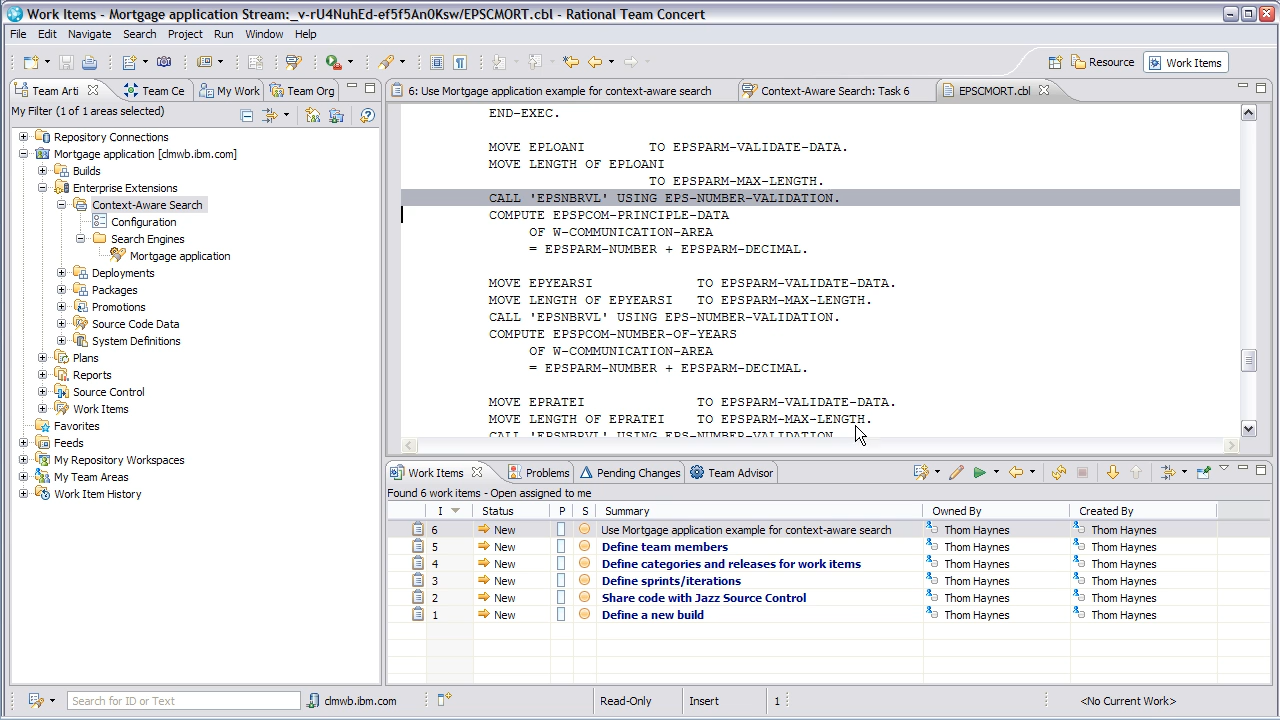 Work Items - Mortgage application Stream:_v-rU4NuhEd-ef5f5An0Ksw/EPSCMORT.cbl - Rational Team Concert
File Edit Navigate Search Project Run Window Help
Resource Work Items
Team Arti Team Ce My Work Team Org
My Filter (1 of 1 areas selected)
Repository Connections
Mortgage application [clmwb.ibm.com]
Builds
Enterprise Extensions
Context-Aware Search
Configuration
Search Engines
Mortgage application
Deployments
Packages
Promotions
Source Code Data
System Definitions
Plans
Reports
Source Control
Work Items
Favorites
Feeds
My Repository Workspaces
My Team Areas
Work Item History
6: Use Mortgage application example for context-aware search Context-Aware Search: Task 6 EPSCMORT.cbl
END-EXEC.
MOVE EPLOANI TO EPSPARM-VALIDATE-DATA.
MOVE LENGTH OF EPLOANI
TO EPSPARM-MAX-LENGTH.
CALL 'EPSNBRVL' USING EPS-NUMBER-VALIDATION.
COMPUTE EPSPCOM-PRINCIPLE-DATA
OF W-COMMUNICATION-AREA
= EPSPARM-NUMBER + EPSPARM-DECIMAL.
MOVE EPYEARSI TO EPSPARM-VALIDATE-DATA.
MOVE LENGTH OF EPYEARSI TO EPSPARM-MAX-LENGTH.
CALL 'EPSNBRVL' USING EPS-NUMBER-VALIDATION.
COMPUTE EPSPCOM-NUMBER-OF-YEARS
OF W-COMMUNICATION-AREA
= EPSPARM-NUMBER + EPSPARM-DECIMAL.
MOVE EPRATEI TO EPSPARM-VALIDATE-DATA.
MOVE LENGTH OF EPRATEI TO EPSPARM-MAX-LENGTH.
CALL 'EPSNBRVL' USING EPS-NUMBER-VALIDATION.
Work Items Problems Pending Changes Team Advisor
Found 6 work items - Open assigned to me
I Status P S Summary Owned By Created By
6 New Use Mortgage application example for context-aware search Thom Haynes Thom Haynes
5 New Define team members Thom Haynes Thom Haynes
4 New Define categories and releases for work items Thom Haynes Thom Haynes
3 New Define sprints/iterations Thom Haynes Thom Haynes
2 New Share code with Jazz Source Control Thom Haynes Thom Haynes
1 New Define a new build Thom Haynes Thom Haynes
Search for ID or Text clmwb.ibm.com Read-Only Insert 1 <No Current Work>